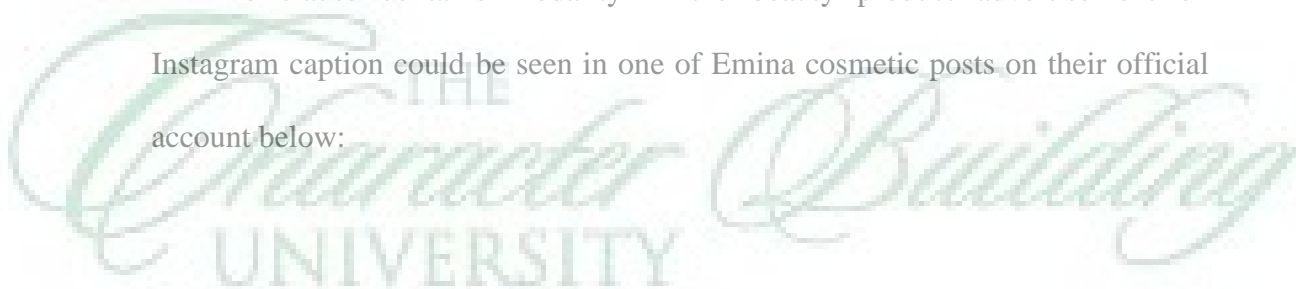 Instagram caption could be seen in one of Emina cosmetic posts on their official
account below:
THE
Character Building
UNIVERSITY